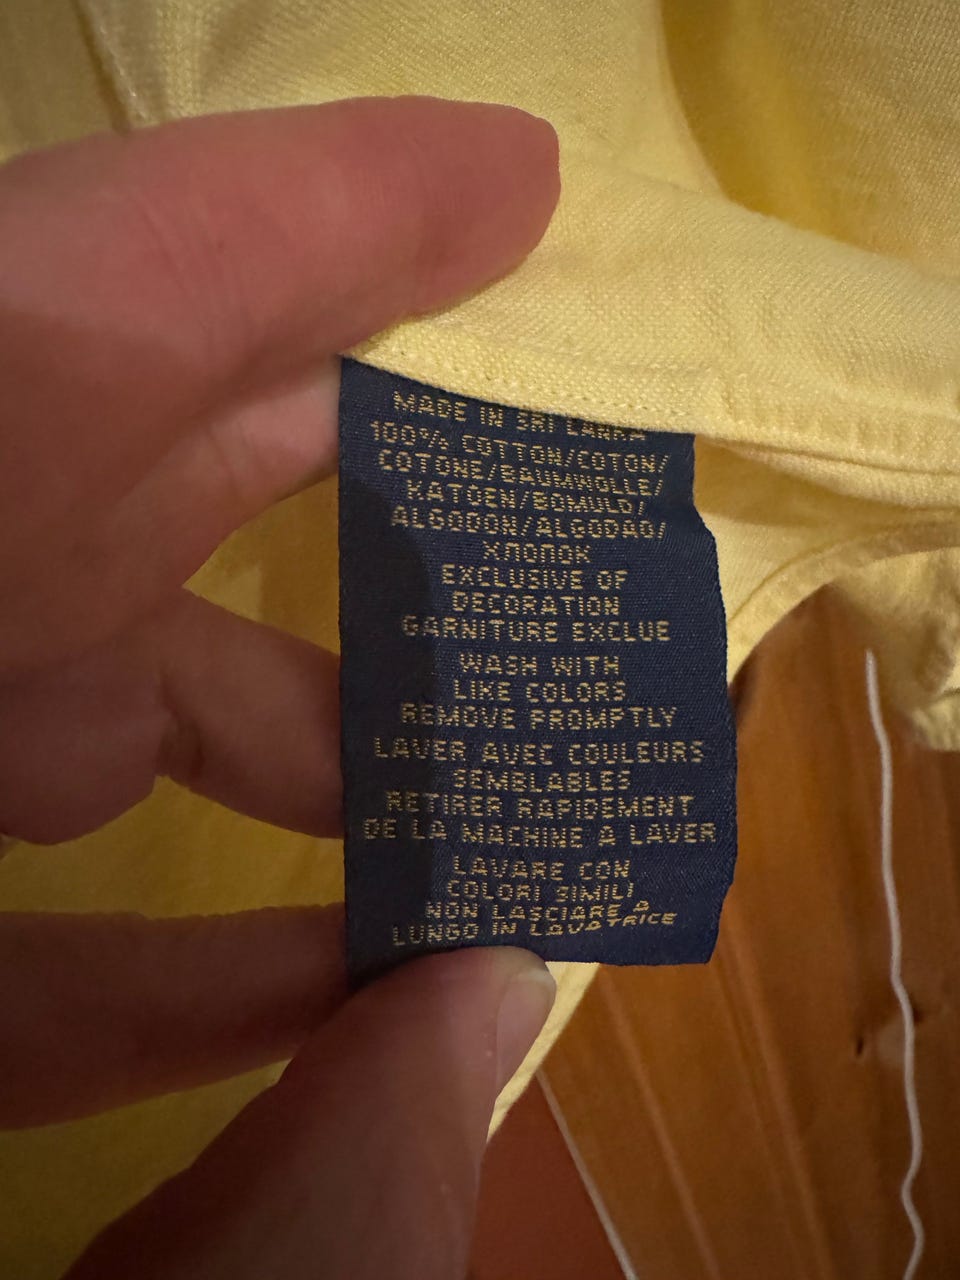 MADE IN SRI LANKA
100% COTTON/COTON/
COTONE/BAUMWOLLE/
KATOEN/BOMULD/
ALGODON/ALGODAO/
ХЛОПОК
EXCLUSIVE OF
DECORATION
GARNITURE EXCLUE
WASH WITH
LIKE COLORS
REMOVE PROMPTLY
LAVER AVEC COULEURS
SEMBLABLES
RETIRER RAPIDEMENT
DE LA MACHINE A LAVER
LAVARE CON
COLORI SIMILI
NON LASCIARE A
LUNGO IN LAVATRICE